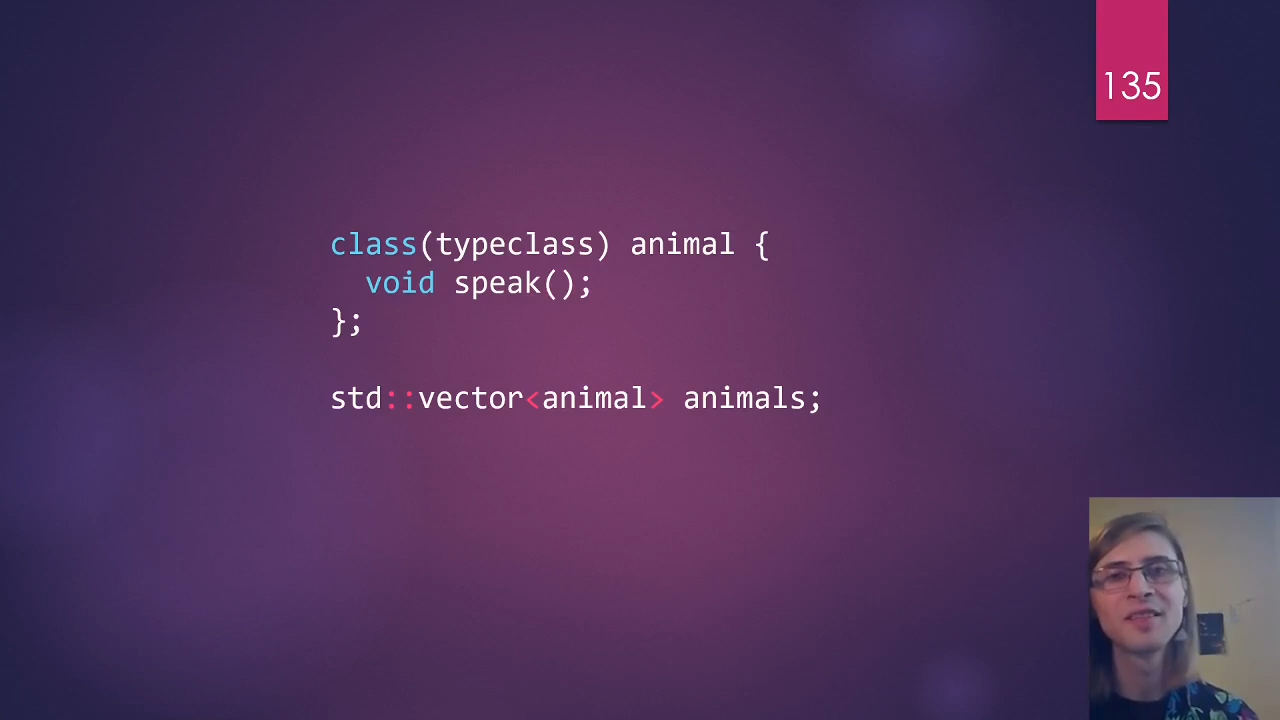 135
class(typeclass) animal {
void speak();
};
std::vector<animal> animals;